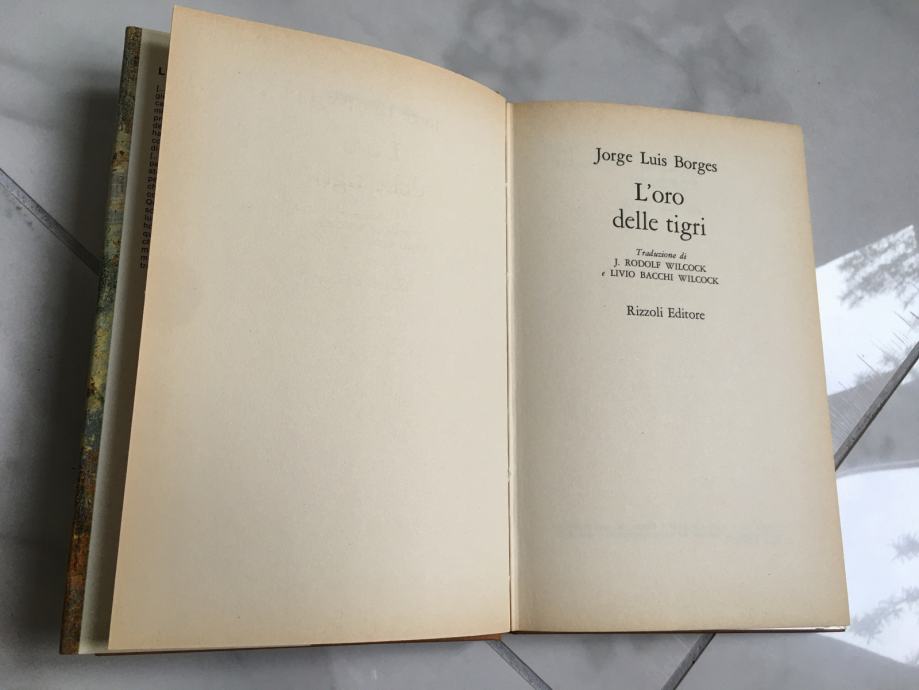 Jorge Luis Borges
L'oro
delle tigri
Traduzione di
J. RODOLF WILCOCK
e LIVIO BACCHI WILCOCK
Rizzoli Editore